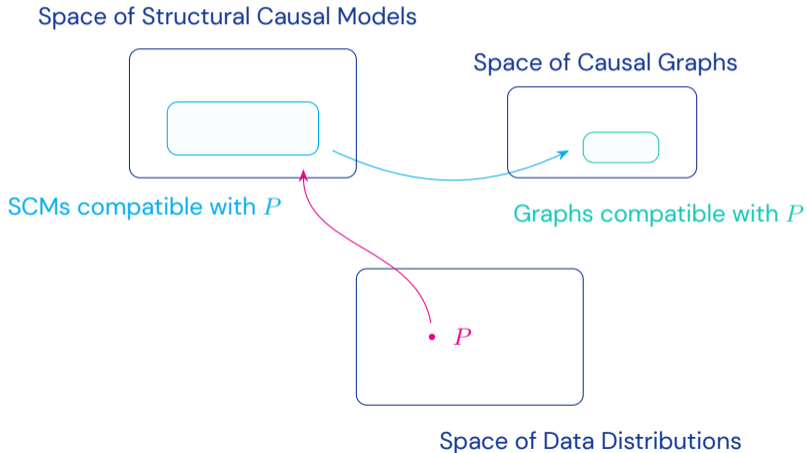 Space of Structural Causal Models
Space of Causal Graphs
SCMs compatible with P
Graphs compatible with P
P
Space of Data Distributions